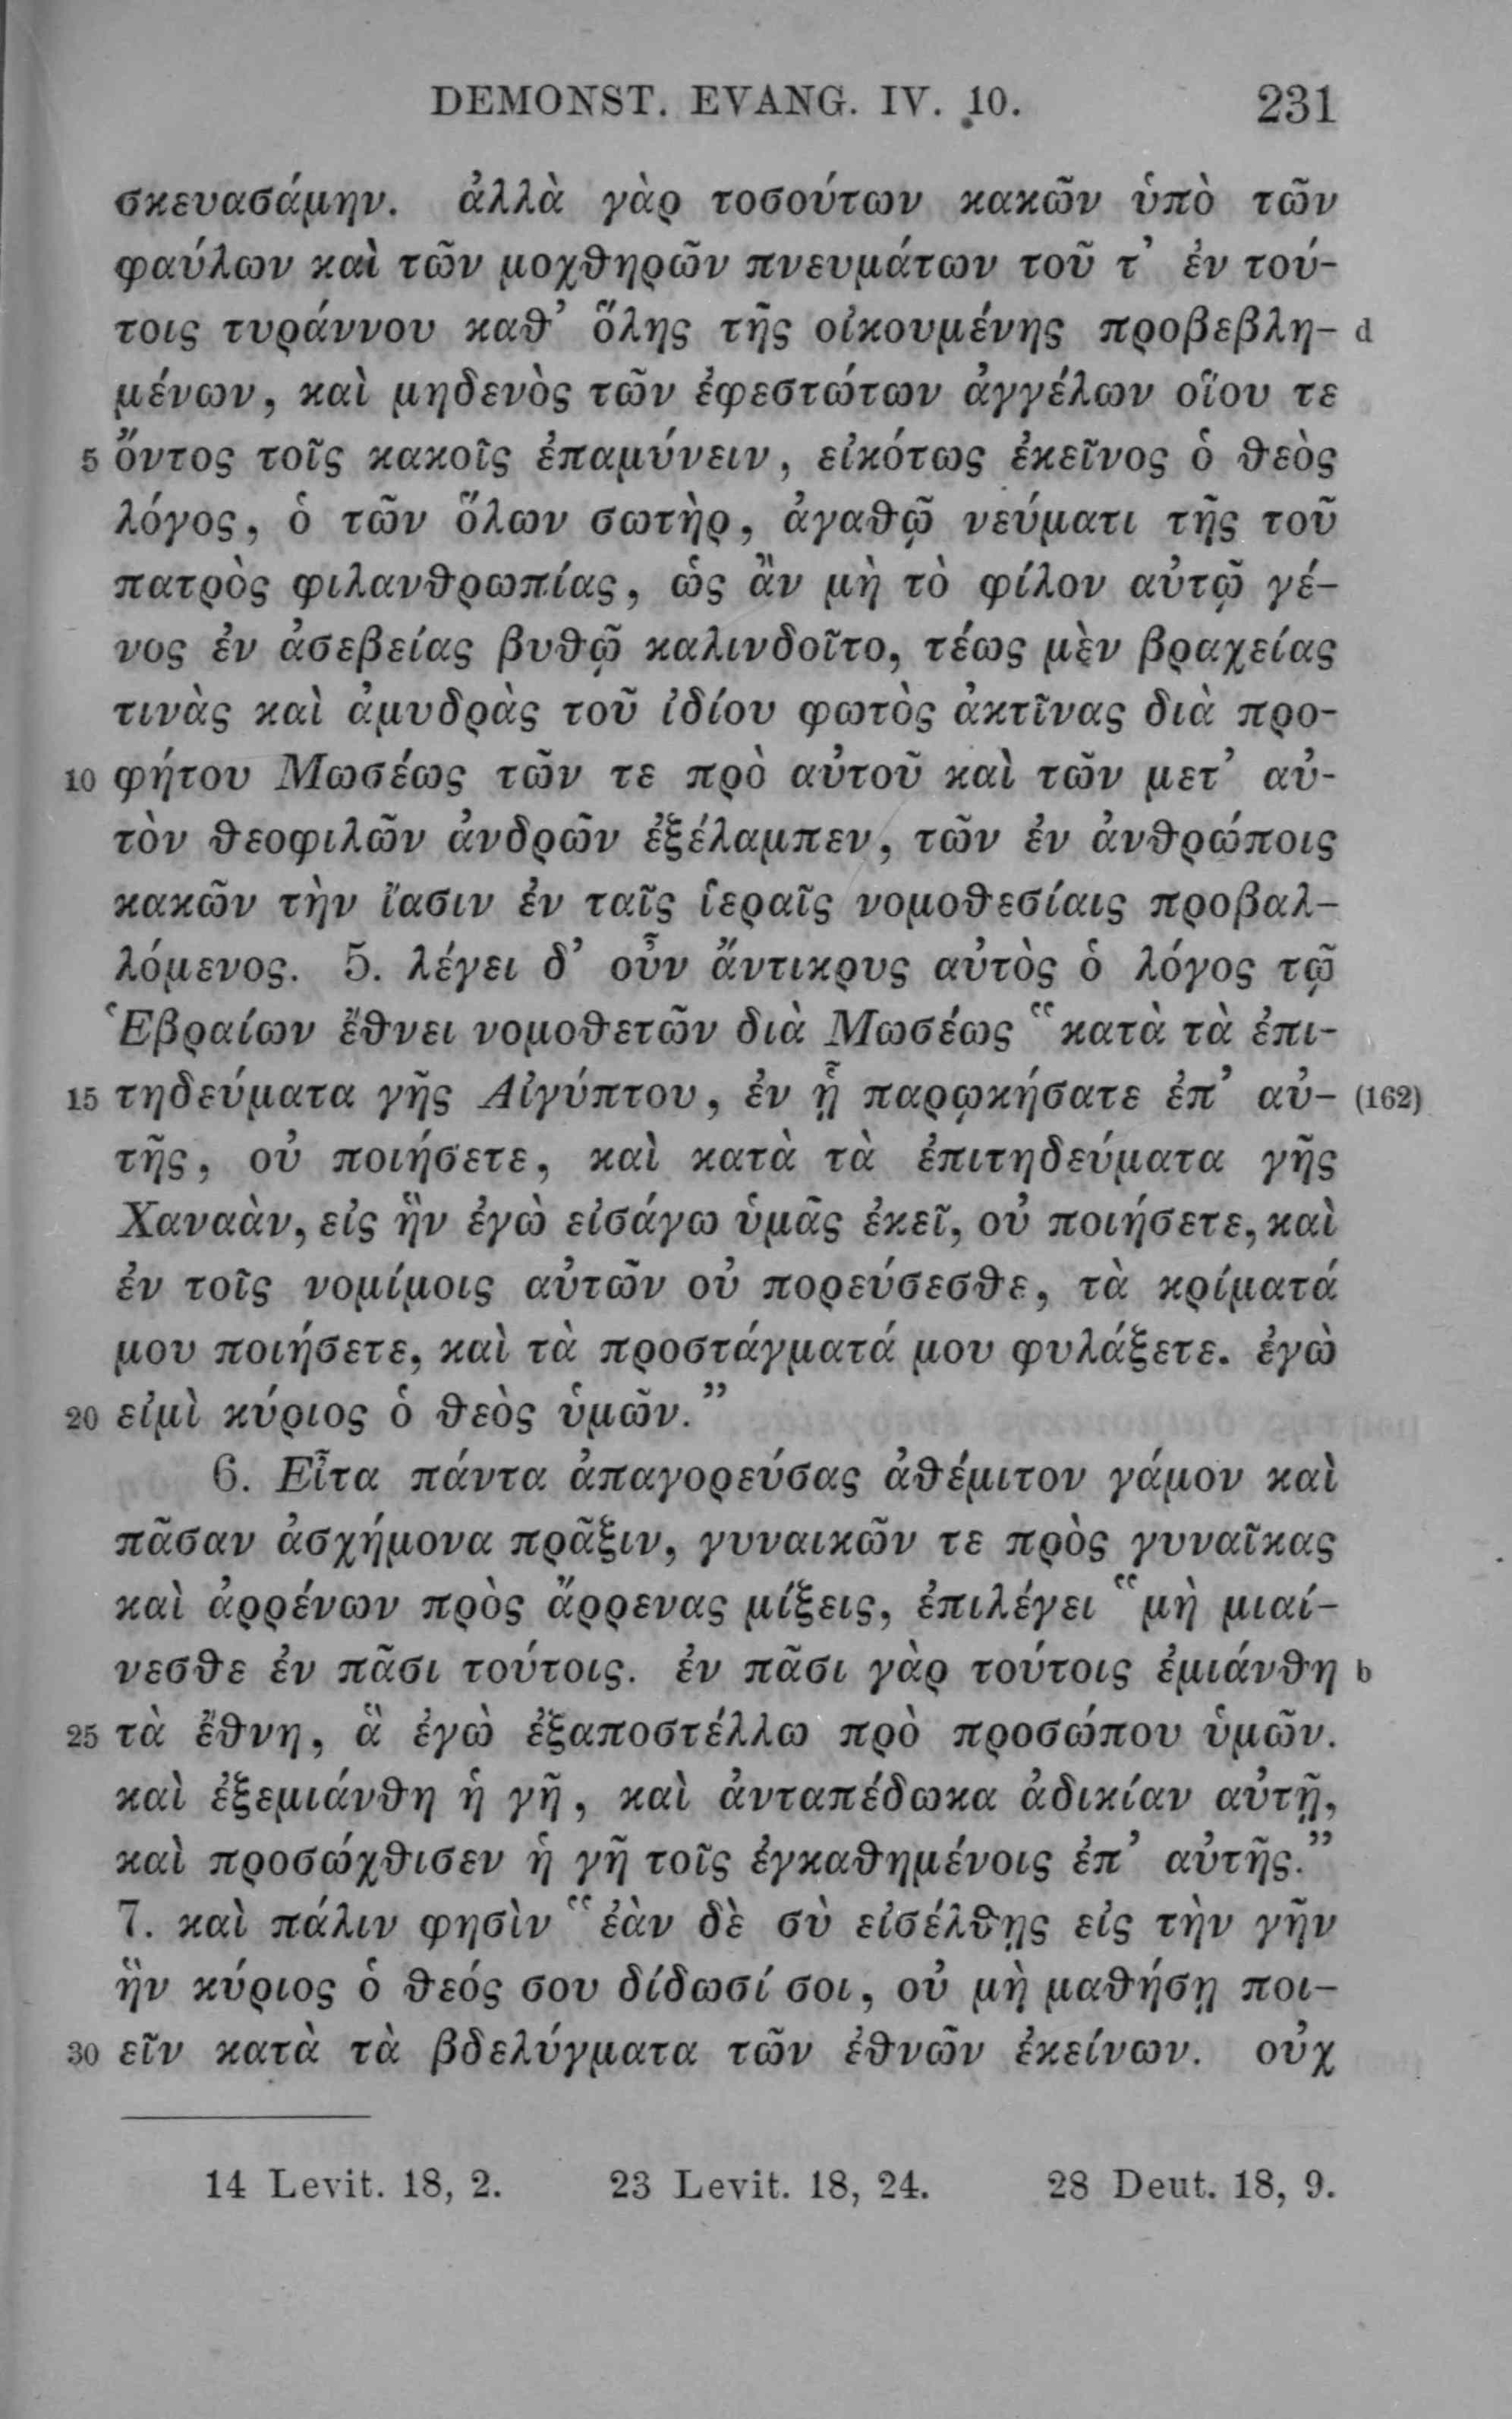 DEMONST. EVANG. IV. 10. 231
σκευασάμην. ἀλλὰ γὰρ τοσούτων κακῶν ὑπὸ τῶν
φαύλων καὶ τῶν μοχθηρῶν πνευμάτων τοῦ τ’ ἐν τού-
τοις τυράννου καθ’ ὅλης τῆς οἰκουμένης προβεβλη- d
μένων, καὶ μηδενὸς τῶν ἐφεστώτων ἀγγέλων οἵου τε
5 ὄντος τοῖς κακοῖς ἐπαμύνειν, εἰκότως ἐκεῖνος ὁ θεὸς
λόγος, ὁ τῶν ὅλων σωτὴρ, ἀγαθῷ νεύματι τῆς τοῦ
πατρὸς φιλανθρωπίας, ὡς ἂν μὴ τὸ φίλον αὐτῷ γέ-
νος ἐν ἀσεβείας βυθῷ καλινδοῖτο, τέως μὲν βραχείας
τινὰς καὶ ἀμυδρὰς τοῦ ἰδίου φωτὸς ἀκτῖνας διὰ προ-
10 φήτου Μωσέως τῶν τε πρὸ αὐτοῦ καὶ τῶν μετ’ αὐ-
τὸν θεοφιλῶν ἀνδρῶν ἐξέλαμπεν, τῶν ἐν ἀνθρώποις
κακῶν τὴν ἴασιν ἐν ταῖς ἱεραῖς νομοθεσίαις προβαλ-
λόμενος. 5. λέγει δ’ οὖν ἄντικρυς αὐτὸς ὁ λόγος τῷ
Ἑβραίων ἔθνει νομοθετῶν διὰ Μωσέως “κατὰ τὰ ἐπι-
15 τηδεύματα γῆς Αἰγύπτου, ἐν ᾗ παρῳκήσατε ἐπ’ αὐ- (162)
τῆς, οὐ ποιήσετε, καὶ κατὰ τὰ ἐπιτηδεύματα γῆς
Χαναὰν, εἰς ἣν ἐγὼ εἰσάγω ὑμᾶς ἐκεῖ, οὐ ποιήσετε, καὶ
ἐν τοῖς νομίμοις αὐτῶν οὐ πορεύσεσθε, τὰ κρίματά
μου ποιήσετε, καὶ τὰ προστάγματά μου φυλάξετε. ἐγὼ
20 εἰμὶ κύριος ὁ θεὸς ὑμῶν.”
6. Εἶτα πάντα ἀπαγορεύσας ἀθέμιτον γάμον καὶ
πᾶσαν ἀσχήμονα πρᾶξιν, γυναικῶν τε πρὸς γυναῖκας
καὶ ἀρρένων πρὸς ἄρρενας μίξεις, ἐπιλέγει “μὴ μιαί-
νεσθε ἐν πᾶσι τούτοις. ἐν πᾶσι γὰρ τούτοις ἐμιάνθη b
25 τὰ ἔθνη, ἃ ἐγὼ ἐξαποστέλλω πρὸ προσώπου ὑμῶν.
καὶ ἐξεμιάνθη ἡ γῆ, καὶ ἀνταπέδωκα ἀδικίαν αὐτῇ,
καὶ προσώχθισεν ἡ γῆ τοῖς ἐγκαθημένοις ἐπ’ αὐτῆς.”
7. καὶ πάλιν φησὶν “ἐὰν δὲ σὺ εἰσέλθῃς εἰς τὴν γῆν
ἣν κύριος ὁ θεός σου δίδωσί σοι, οὐ μὴ μαθήσῃ ποι-
30 εῖν κατὰ τὰ βδελύγματα τῶν ἐθνῶν ἐκείνων. οὐχ
14 Levit. 18, 2. 23 Levit. 18, 24. 28 Deut. 18, 9.